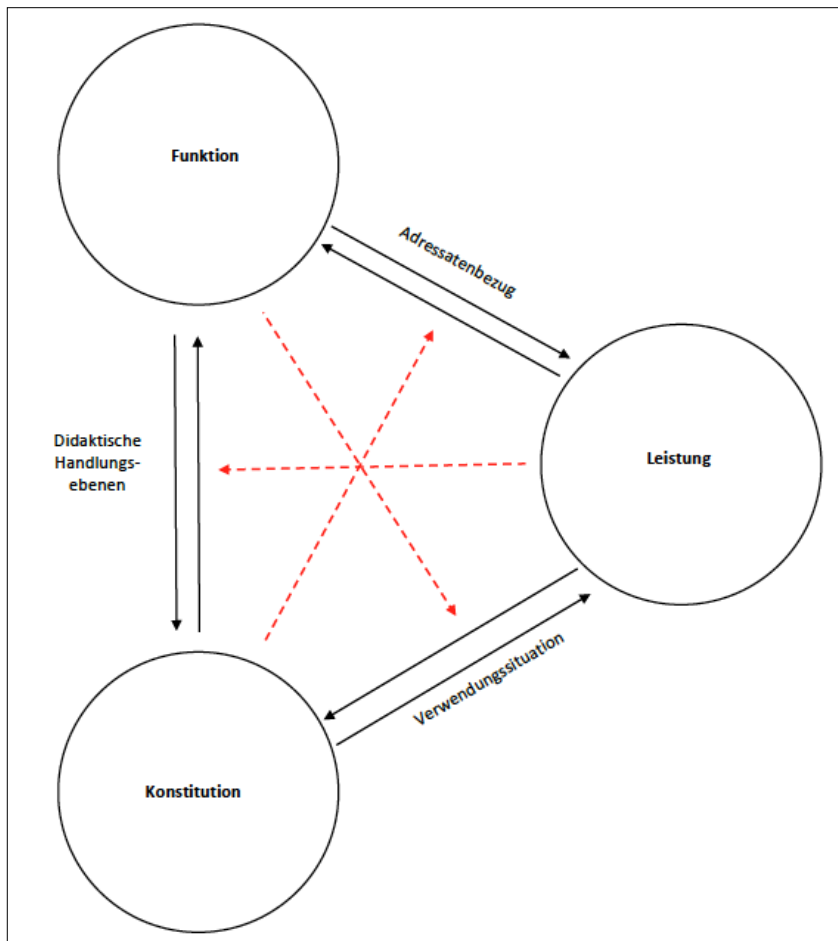 Funktion
Adressatenbezug
Leistung
Didaktische
Handlungs-
ebenen
Verwendungssituation
Konstitution